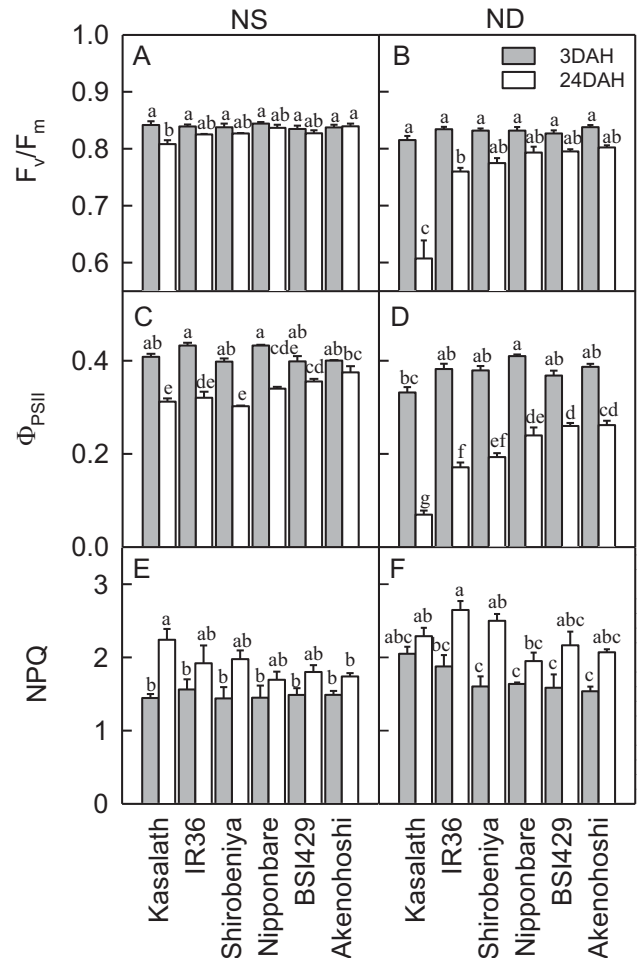 NS ND
A
a a a a a a
b ab ab ab ab a
B
3DAH
24DAH
a a a a a a
c b ab ab ab ab
1.0
0.9
0.8
0.7
0.6
Fv/Fm
C
ab a ab a ab ab
e de e cde cd bc
D
bc ab ab a ab ab
g f ef de d cd
0.4
0.2
0.0
ΦPSII
E
b b b b b b
a ab ab ab ab b
F
abc bc c c c c
ab a ab bc ab abc
3
2
1
0
NPQ
Kasalath
IR36
Shirobeniya
Nipponbare
BSI429
Akenohoshi
Kasalath
IR36
Shirobeniya
Nipponbare
BSI429
Akenohoshi